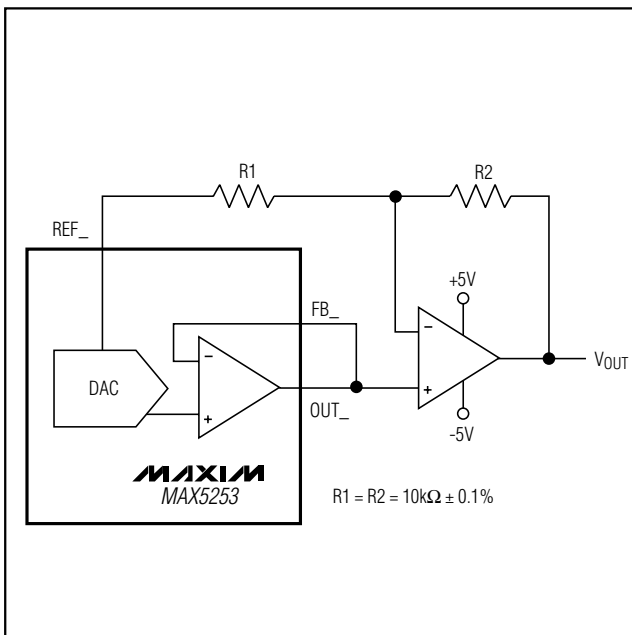 R1
R2
REF_
+5V
FB_
-
-
DAC
+
+
VOUT
OUT_
-5V
MAXIM
MAX5253
R1 = R2 = 10kΩ ± 0.1%